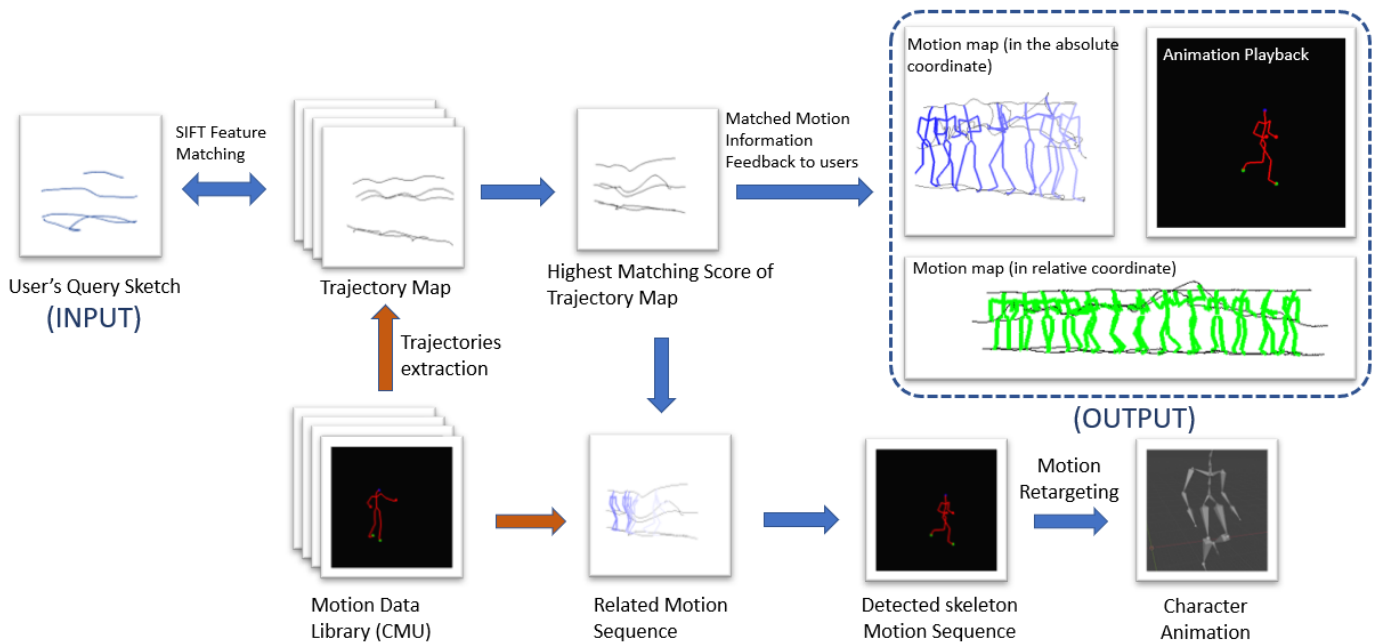 Motion map (in the absolute
coordinate)
Animation Playback
SIFT Feature
Matching
Matched Motion
Information
Feedback to users
User’s Query Sketch
(INPUT)
Trajectory Map
Highest Matching Score of
Trajectory Map
Motion map (in relative coordinate)
Trajectories
extraction
(OUTPUT)
Motion
Retargeting
Motion Data
Library (CMU)
Related Motion
Sequence
Detected skeleton
Motion Sequence
Character
Animation